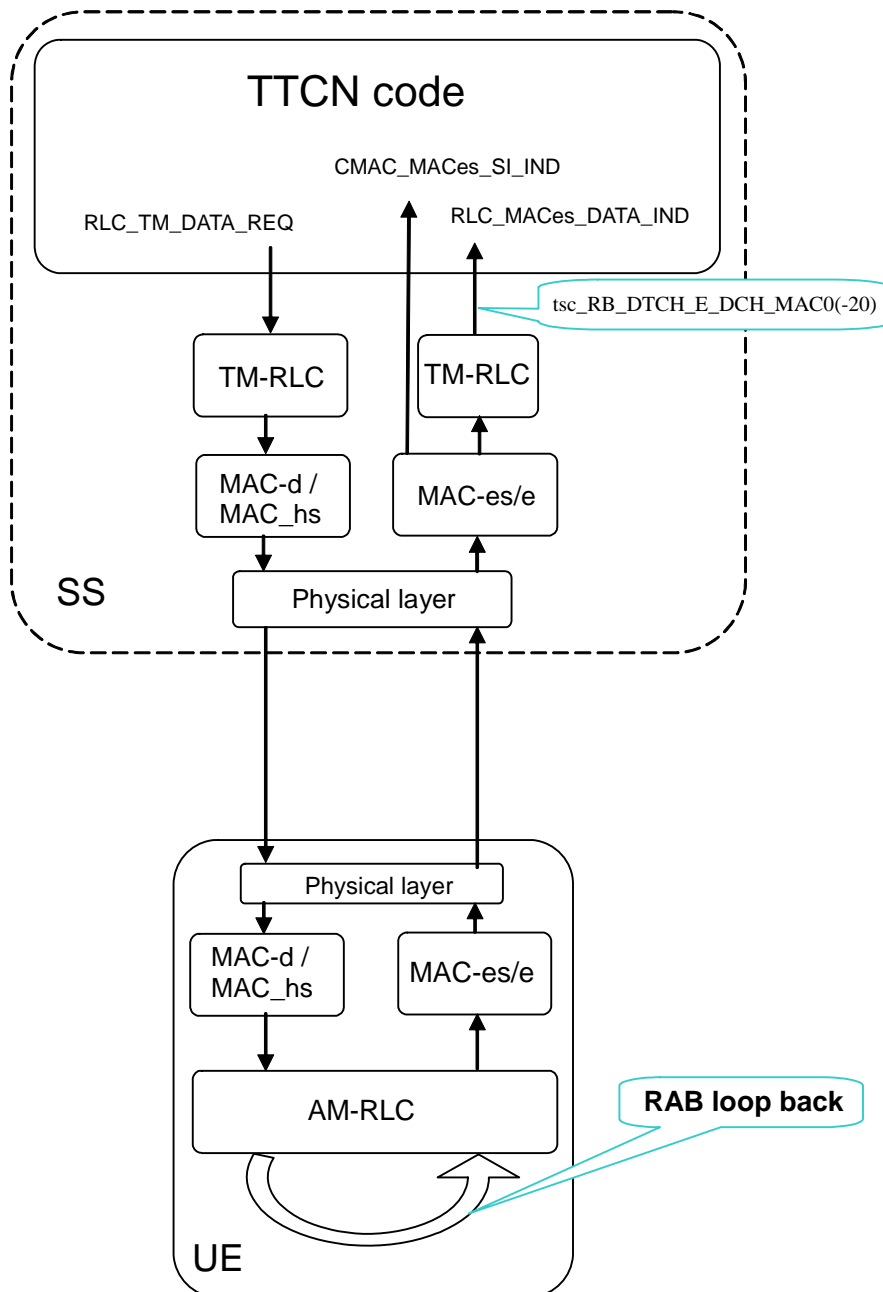 TTCN code
CMAC_MACes_SI_IND
RLC_TM_DATA_REQ
RLC_MACes_DATA_IND
tsc_RB_DTCH_E_DCH_MAC0(-20)
TM-RLC
TM-RLC
MAC-d /
MAC_hs
MAC-es/e
SS
Physical layer
Physical layer
MAC-d /
MAC_hs
MAC-es/e
AM-RLC
RAB loop back
UE